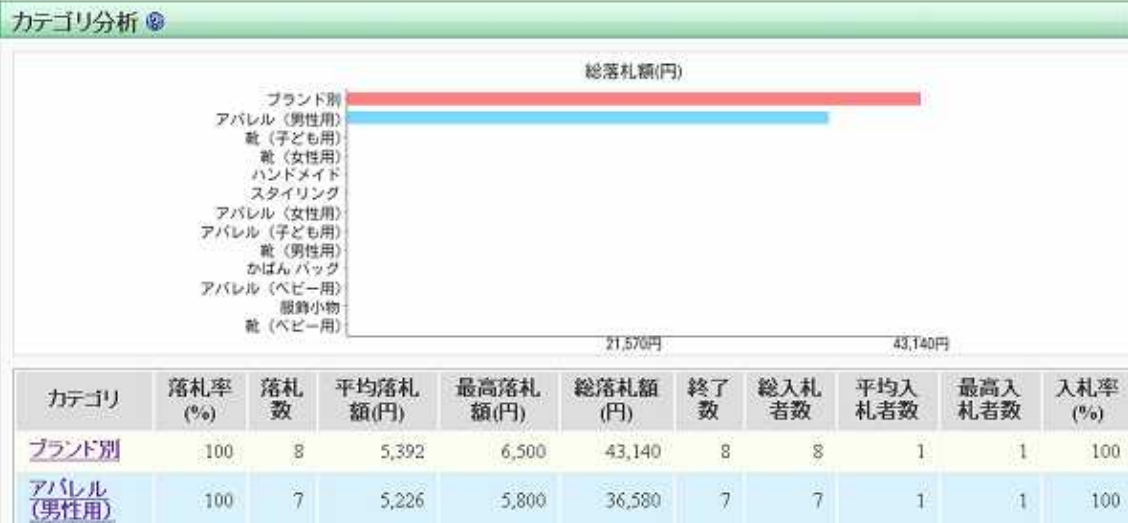 カテゴリ分析
総落札額(円)
ブランド別
アパレル（男性用）
靴（子ども用）
靴（女性用）
ハンドメイド
スタイリング
アパレル（女性用）
アパレル（子ども用）
靴（男性用）
かばん バッグ
アパレル（ベビー用）
服飾小物
靴（ベビー用）
21,570円 43,140円
カテゴリ 落札率(%) 落札数 平均落札額(円) 最高落札額(円) 総落札額(円) 終了数 総入札者数 平均入札者数 最高入札者数 入札率(%)
ブランド別 100 8 5,392 6,500 43,140 8 8 1 1 100
アパレル(男性用) 100 7 5,226 5,800 36,580 7 7 1 1 100